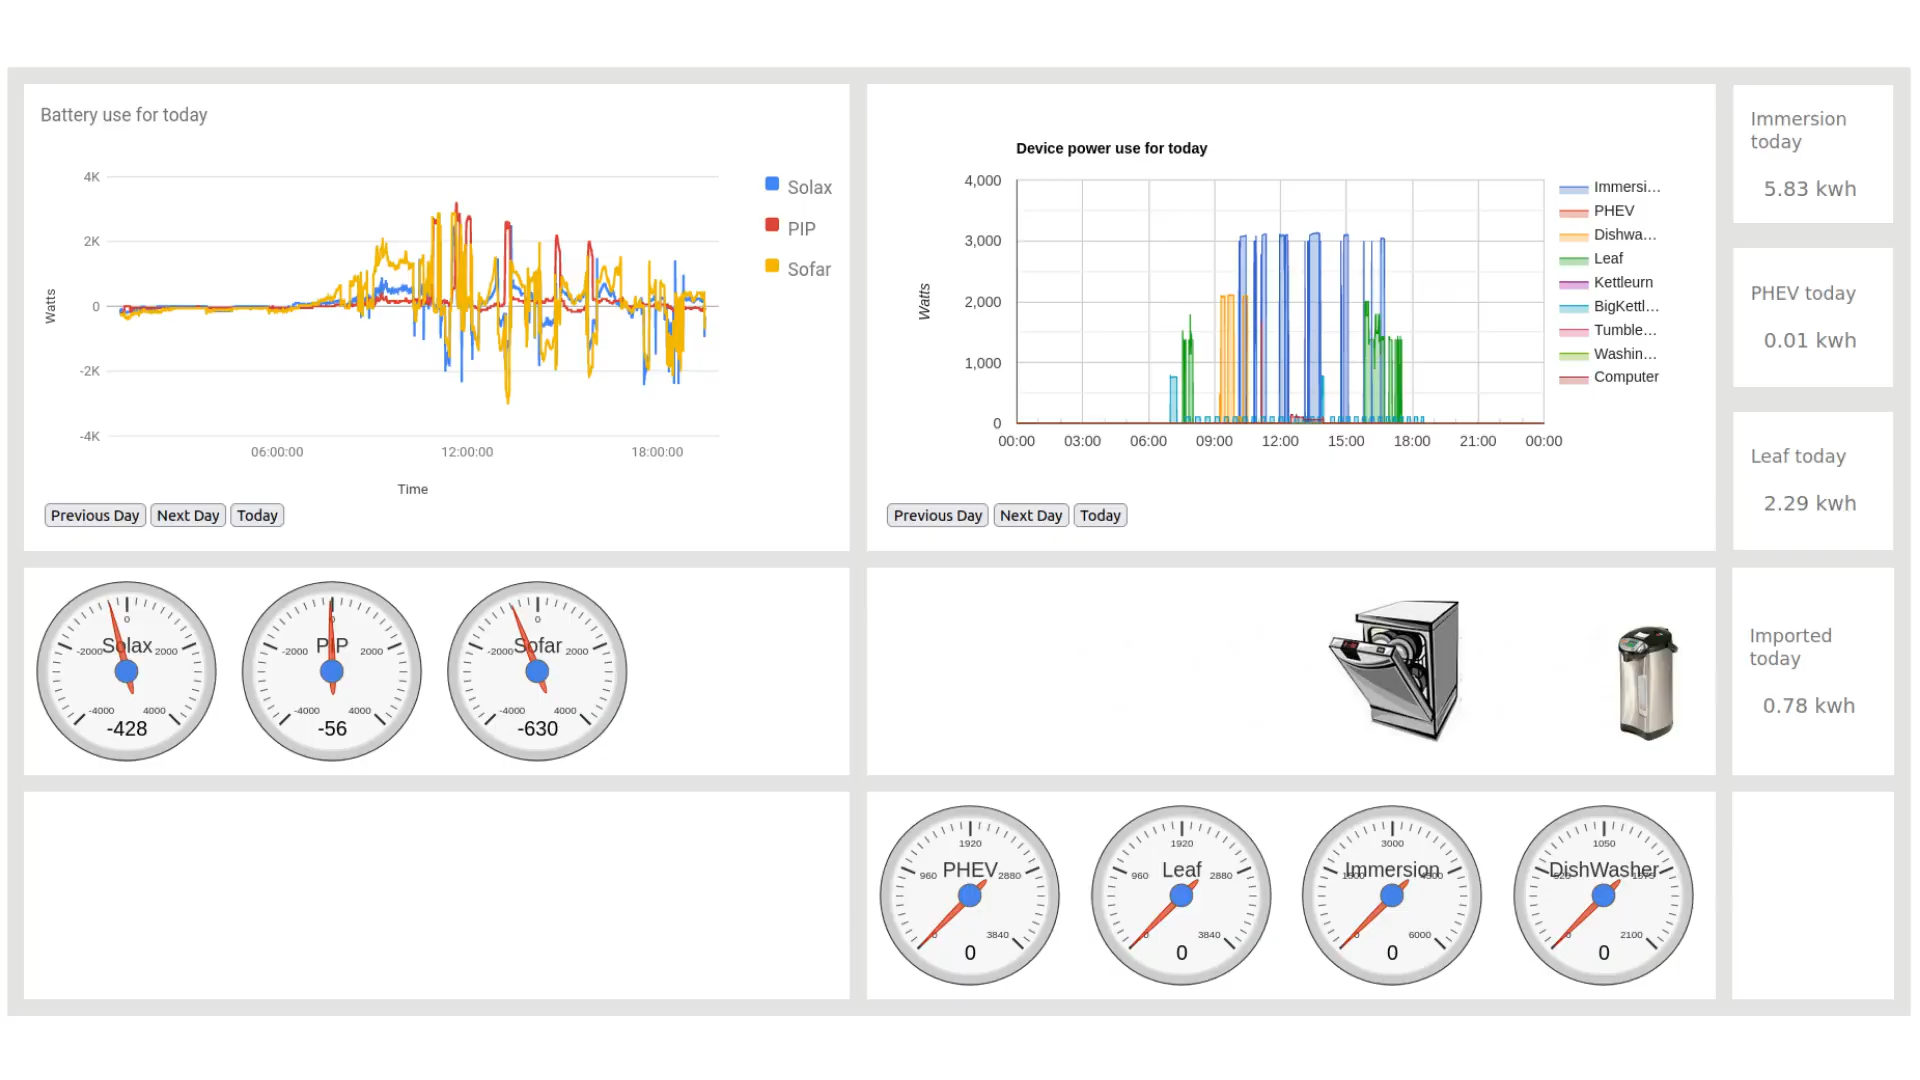 Battery use for today
4K
2K
0
-2K
-4K
Watts
06:00:00
12:00:00
18:00:00
Time
Solax
PIP
Sofar
Previous Day
Next Day
Today
Device power use for today
4,000
3,000
2,000
1,000
0
Watts
00:00
03:00
06:00
09:00
12:00
15:00
18:00
21:00
00:00
Immersi...
PHEV
Dishwa...
Leaf
Kettleurn
BigKettl...
Tumble...
Washin...
Computer
Previous Day
Next Day
Today
Immersion
today
5.83 kwh
PHEV today
0.01 kwh
Leaf today
2.29 kwh
Solax
0
-2000
2000
-4000
4000
-428
PIP
0
-2000
2000
-4000
4000
-56
Sofar
0
-2000
2000
-4000
4000
-630
Imported
today
0.78 kwh
1920
PHEV
960
2880
0
3840
0
1920
Leaf
960
2880
0
3840
0
3000
Immersion
0
6000
0
1050
DishWasher
0
2100
0